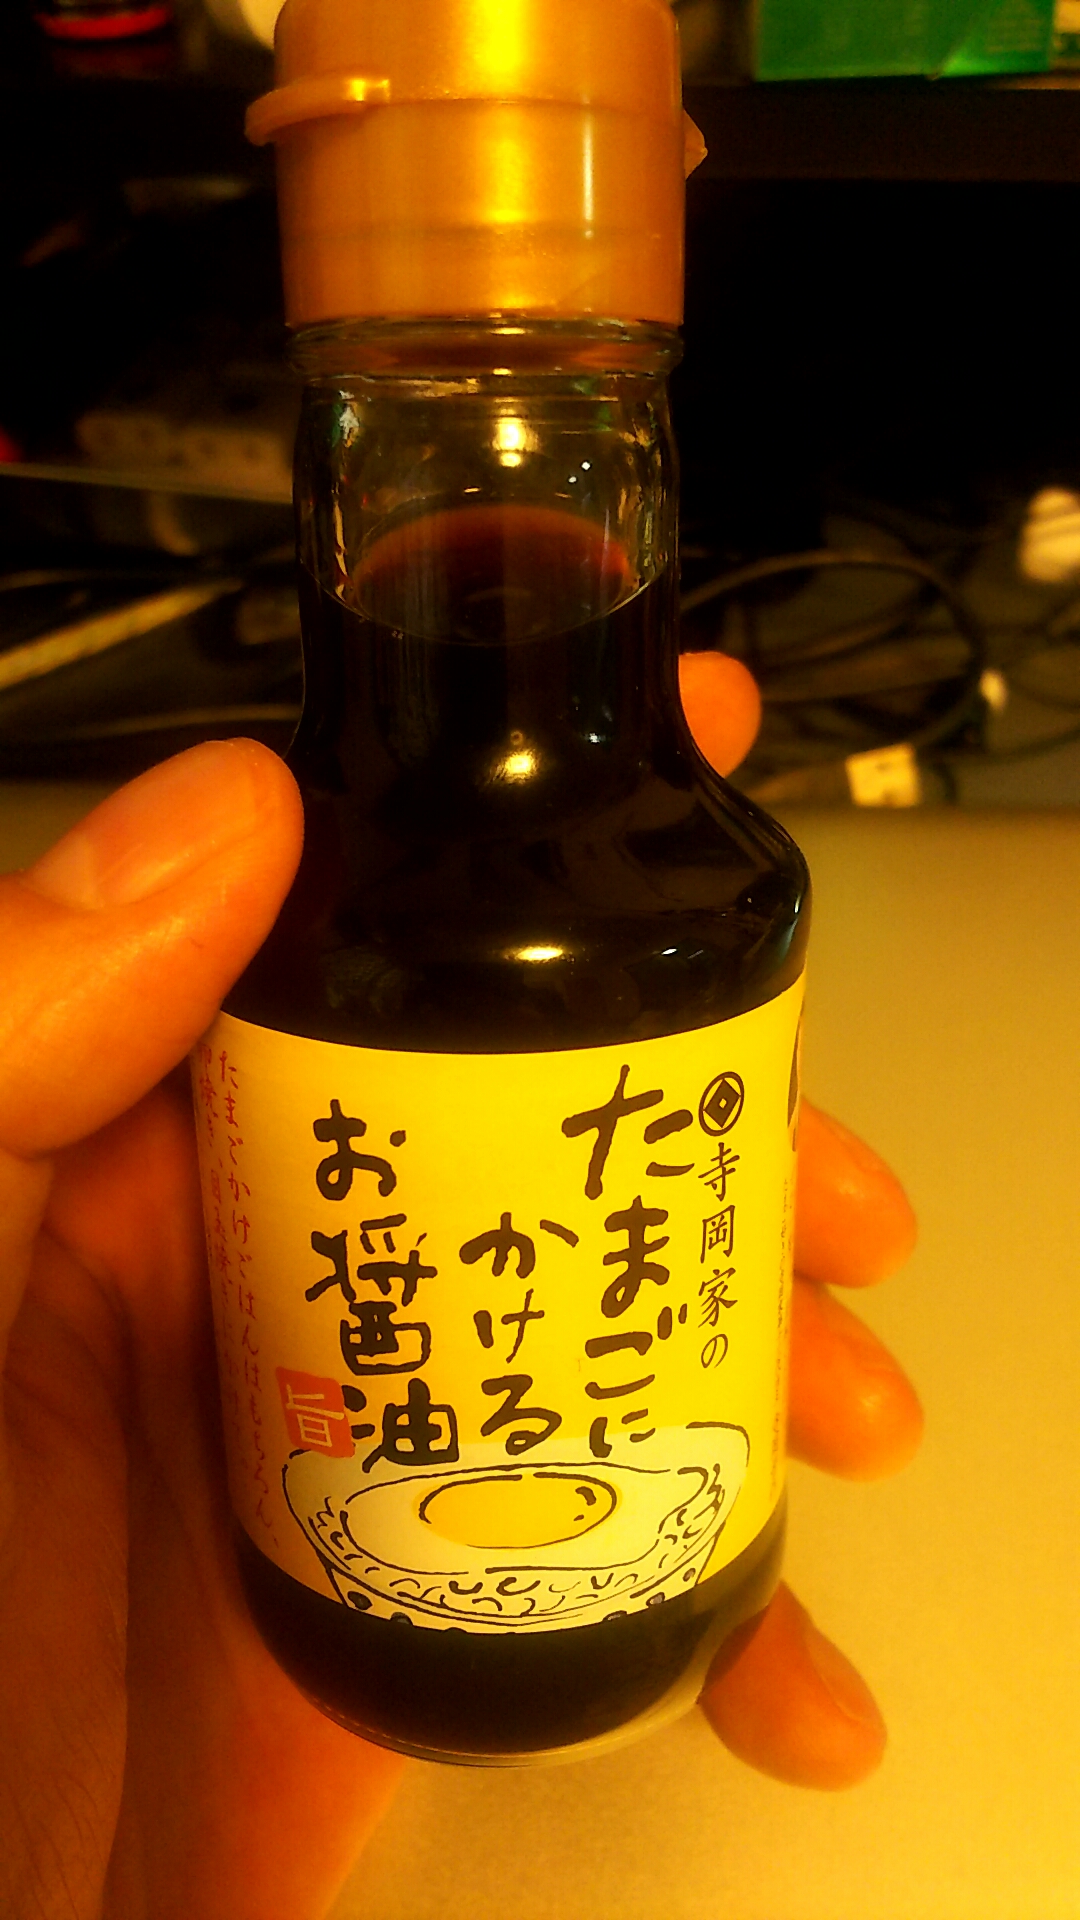 寺岡家の
たまごに
かける
お醤油
旨
たまごかけごはんはもちろん、